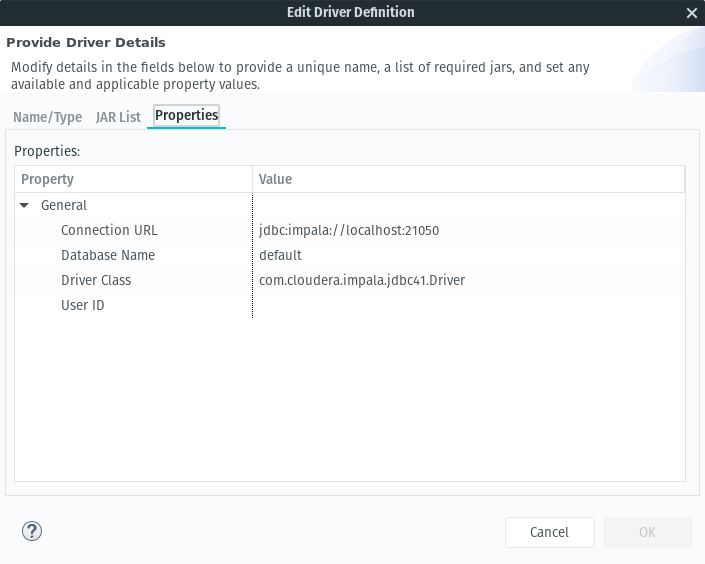 Edit Driver Definition
Provide Driver Details
Modify details in the fields below to provide a unique name, a list of required jars, and set any
available and applicable property values.
Name/Type JAR List Properties
Properties:
Property Value
General
Connection URL jdbc:impala://localhost:21050
Database Name default
Driver Class com.cloudera.impala.jdbc41.Driver
User ID
? Cancel OK